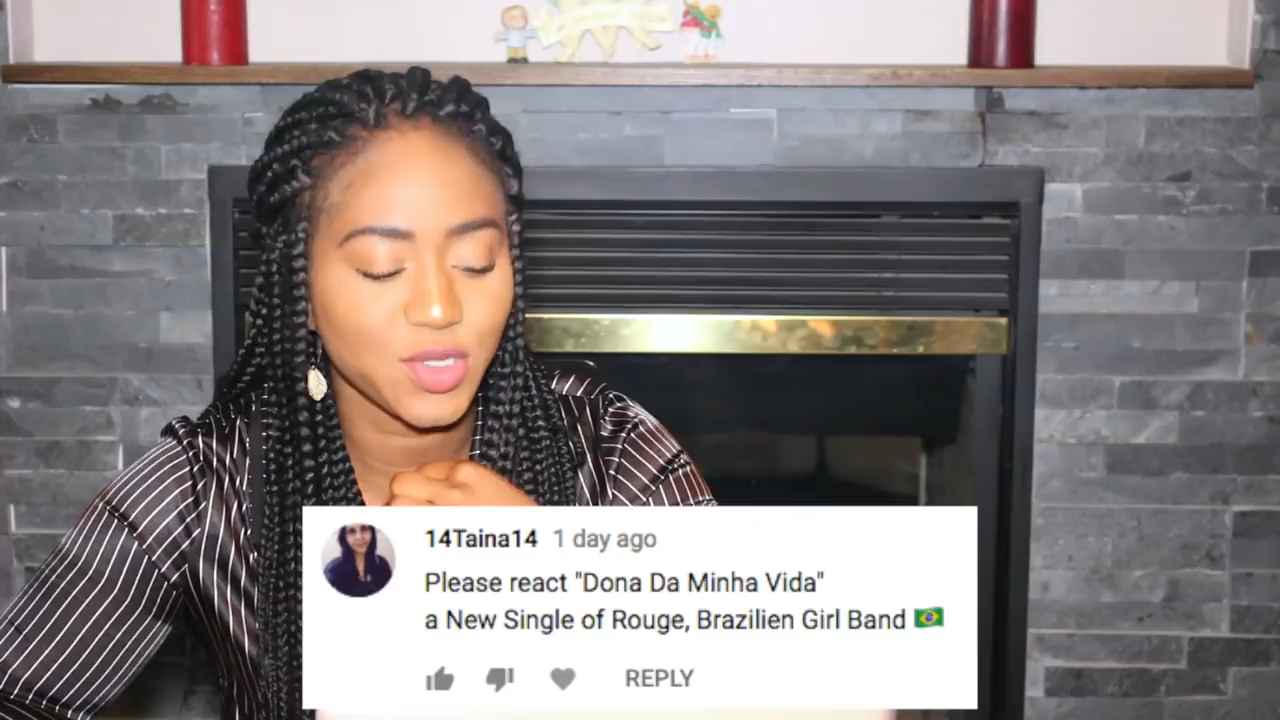 14Taina14 1 day ago
Please react "Dona Da Minha Vida"
a New Single of Rouge, Brazilien Girl Band 🇧🇷
REPLY